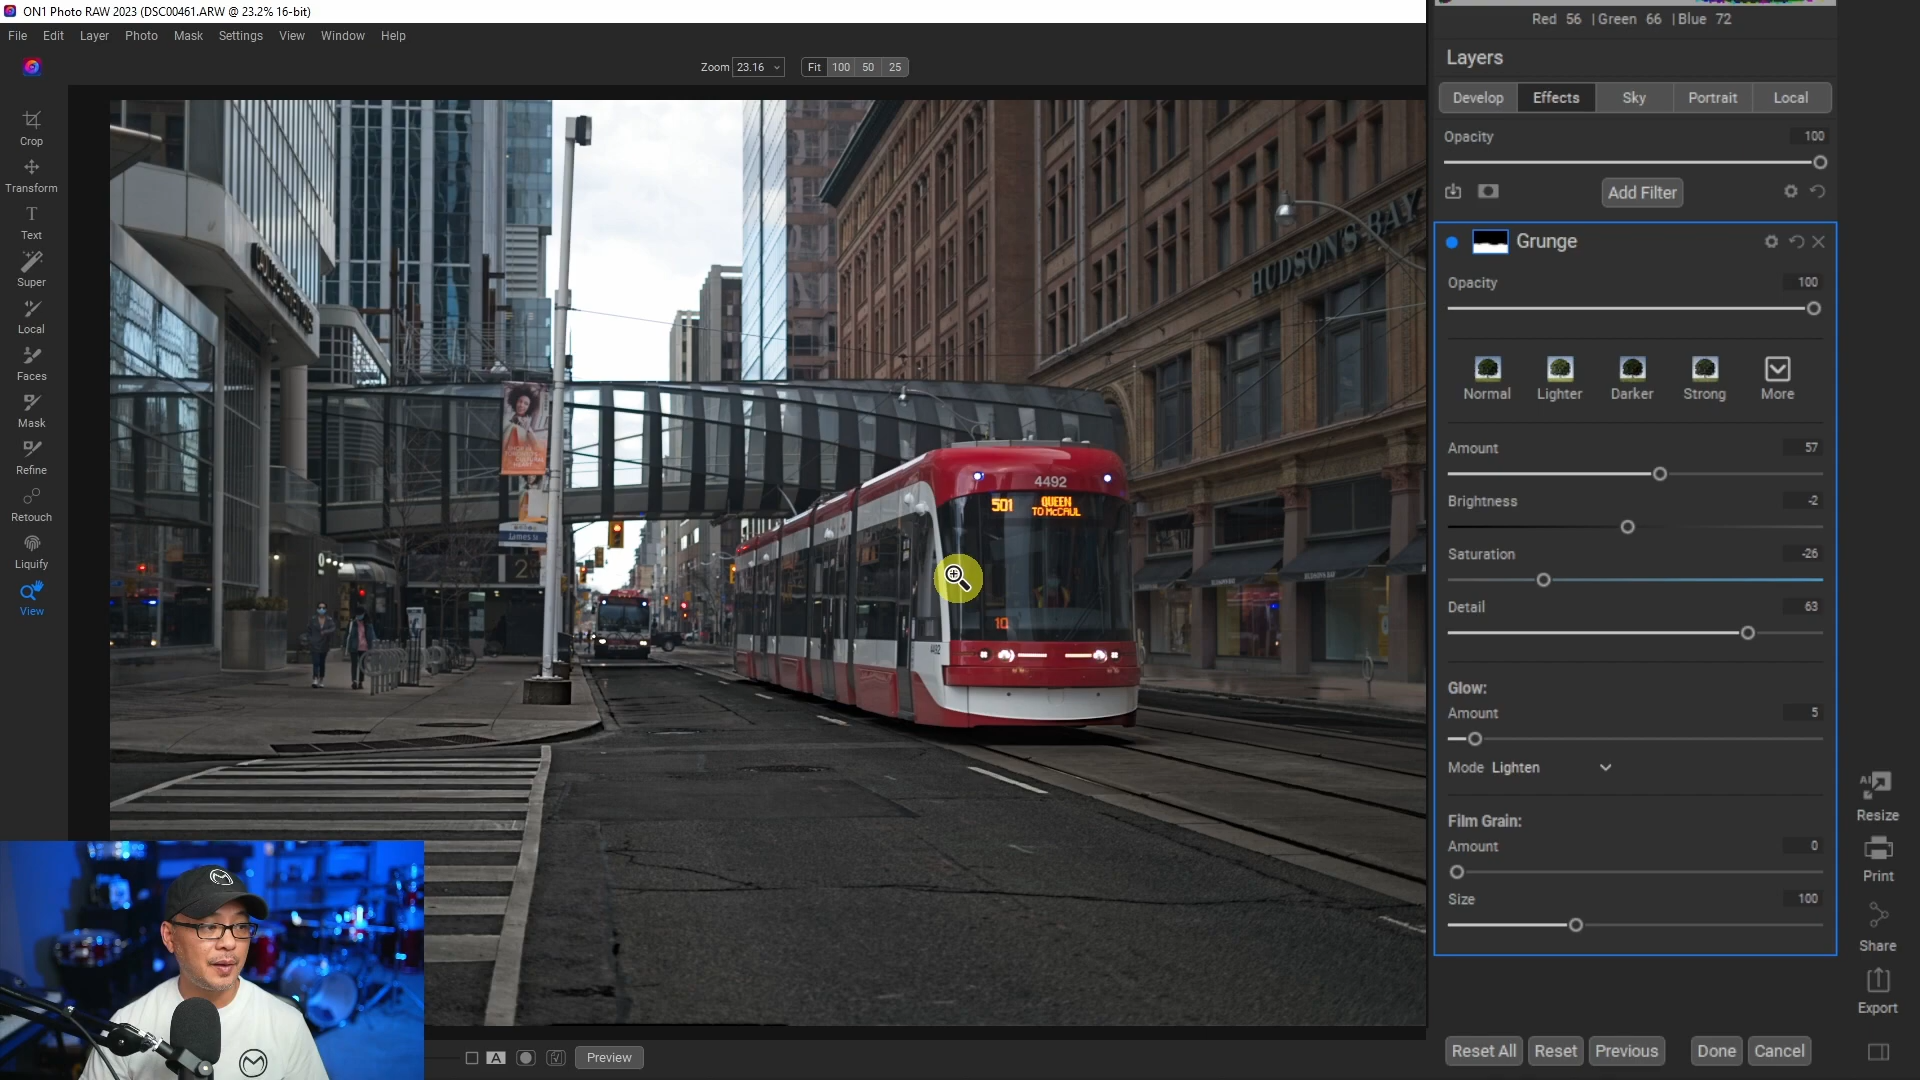 ON1 Photo RAW 2023 (DSC00461.ARW @ 23.2% 16-bit)
File Edit Layer Photo Mask Settings View Window Help
Zoom 23.16 Fit 100 50 25
Crop
Transform
Text
Super
Local
Faces
Mask
Refine
Retouch
Liquify
View
HUDSON'S BAY
4492
501 QUEEN
TO McCAUL
10
4492
James St
2
Preview
Red 56 | Green 66 | Blue 72
Layers
Develop Effects Sky Portrait Local
Opacity 100
Add Filter
Grunge
Opacity 100
Normal Lighter Darker Strong More
Amount 57
Brightness -2
Saturation -26
Detail 63
Glow:
Amount 5
Mode Lighten
Film Grain:
Amount 0
Size 100
Resize
Print
Share
Export
Reset All Reset Previous Done Cancel